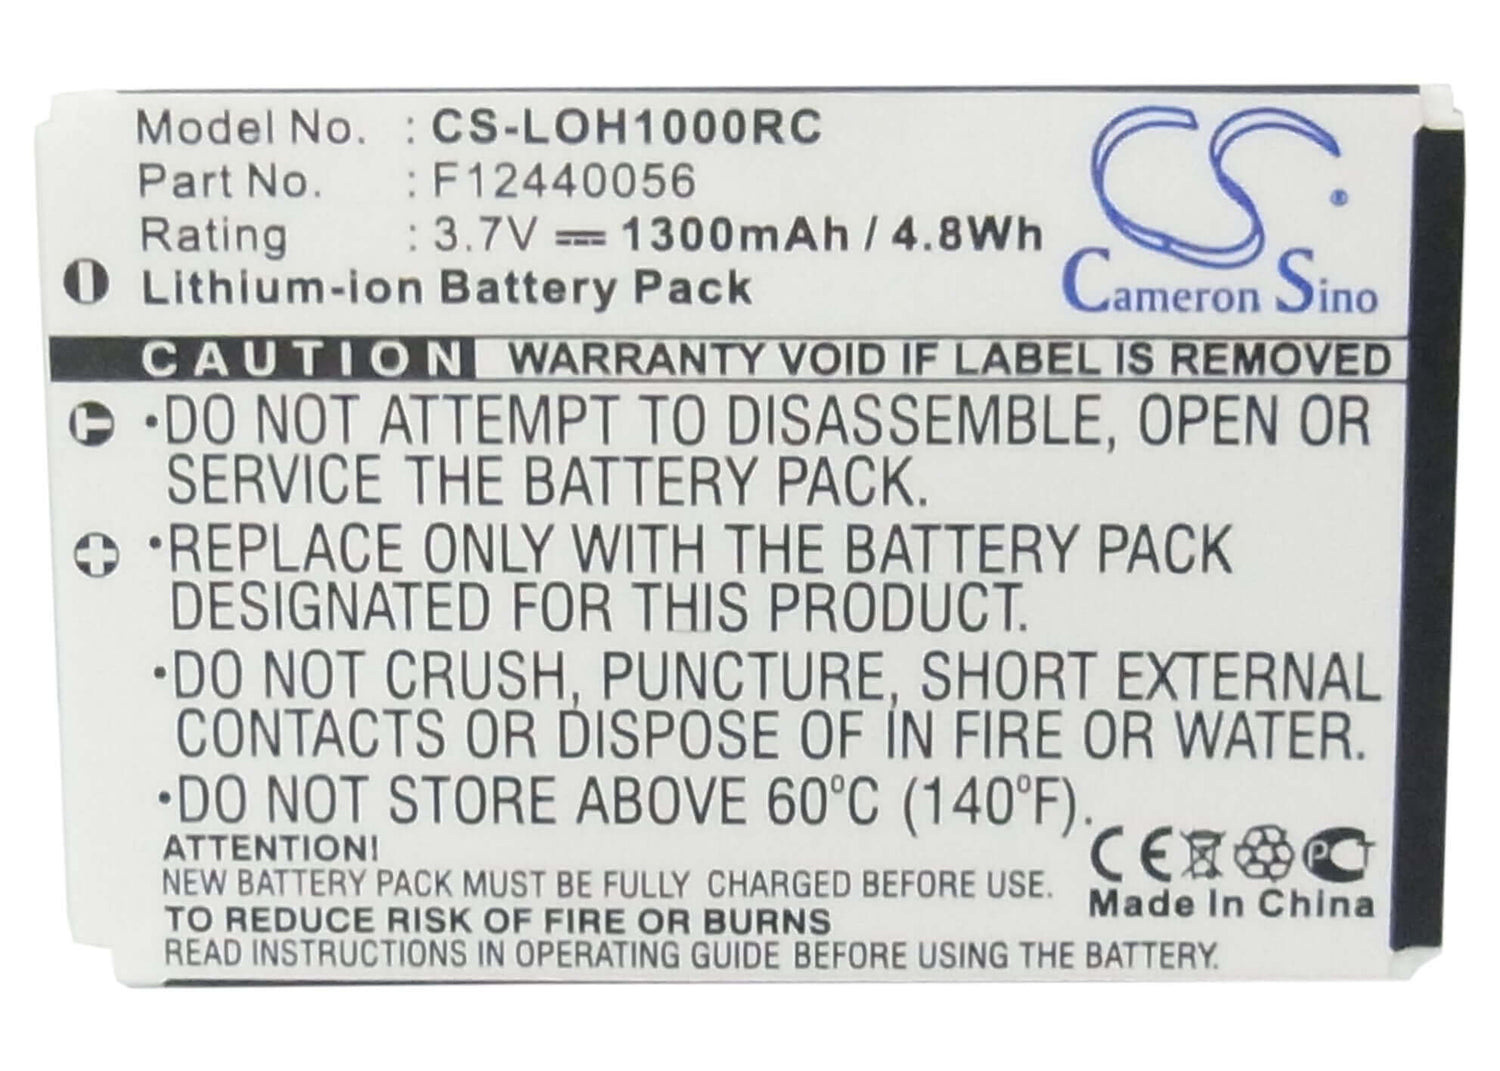 Model No. : CS-LOH1000RC
Part No. : F12440056
Rating : 3.7V ⎓ 1300mAh / 4.8Wh
Lithium-ion Battery Pack
CS
Cameron Sino
CAUTION WARRANTY VOID IF LABEL IS REMOVED
•DO NOT ATTEMPT TO DISASSEMBLE, OPEN OR
SERVICE THE BATTERY PACK.
•REPLACE ONLY WITH THE BATTERY PACK
DESIGNATED FOR THIS PRODUCT.
•DO NOT CRUSH, PUNCTURE, SHORT EXTERNAL
CONTACTS OR DISPOSE OF IN FIRE OR WATER.
•DO NOT STORE ABOVE 60°C (140°F).
ATTENTION!
NEW BATTERY PACK MUST BE FULLY CHARGED BEFORE USE.
TO REDUCE RISK OF FIRE OR BURNS
READ INSTRUCTIONS IN OPERATING GUIDE BEFORE USING THE BATTERY.
CE PCT
Made In China